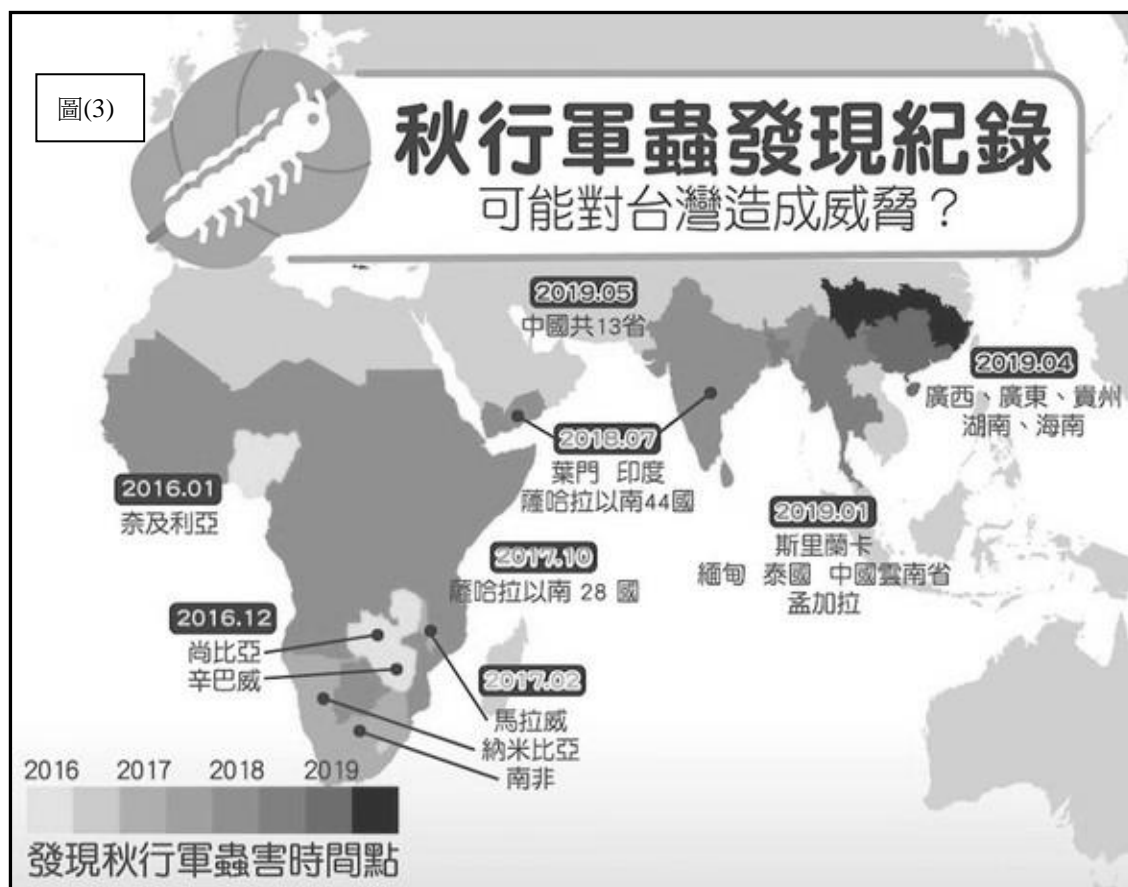 圖(3)
秋行軍蟲發現紀錄
可能對台灣造成威脅？
2019.05
中國共13省
2019.04
廣西、廣東、貴州
湖南、海南
2018.07
葉門 印度
薩哈拉以南44國
2016.01
奈及利亞
2019.01
斯里蘭卡
緬甸 泰國 中國雲南省
孟加拉
2017.10
薩哈拉以南 28 國
2016.12
尚比亞
辛巴威
2017.02
馬拉威
納米比亞
南非
2016 2017 2018 2019
發現秋行軍蟲害時間點